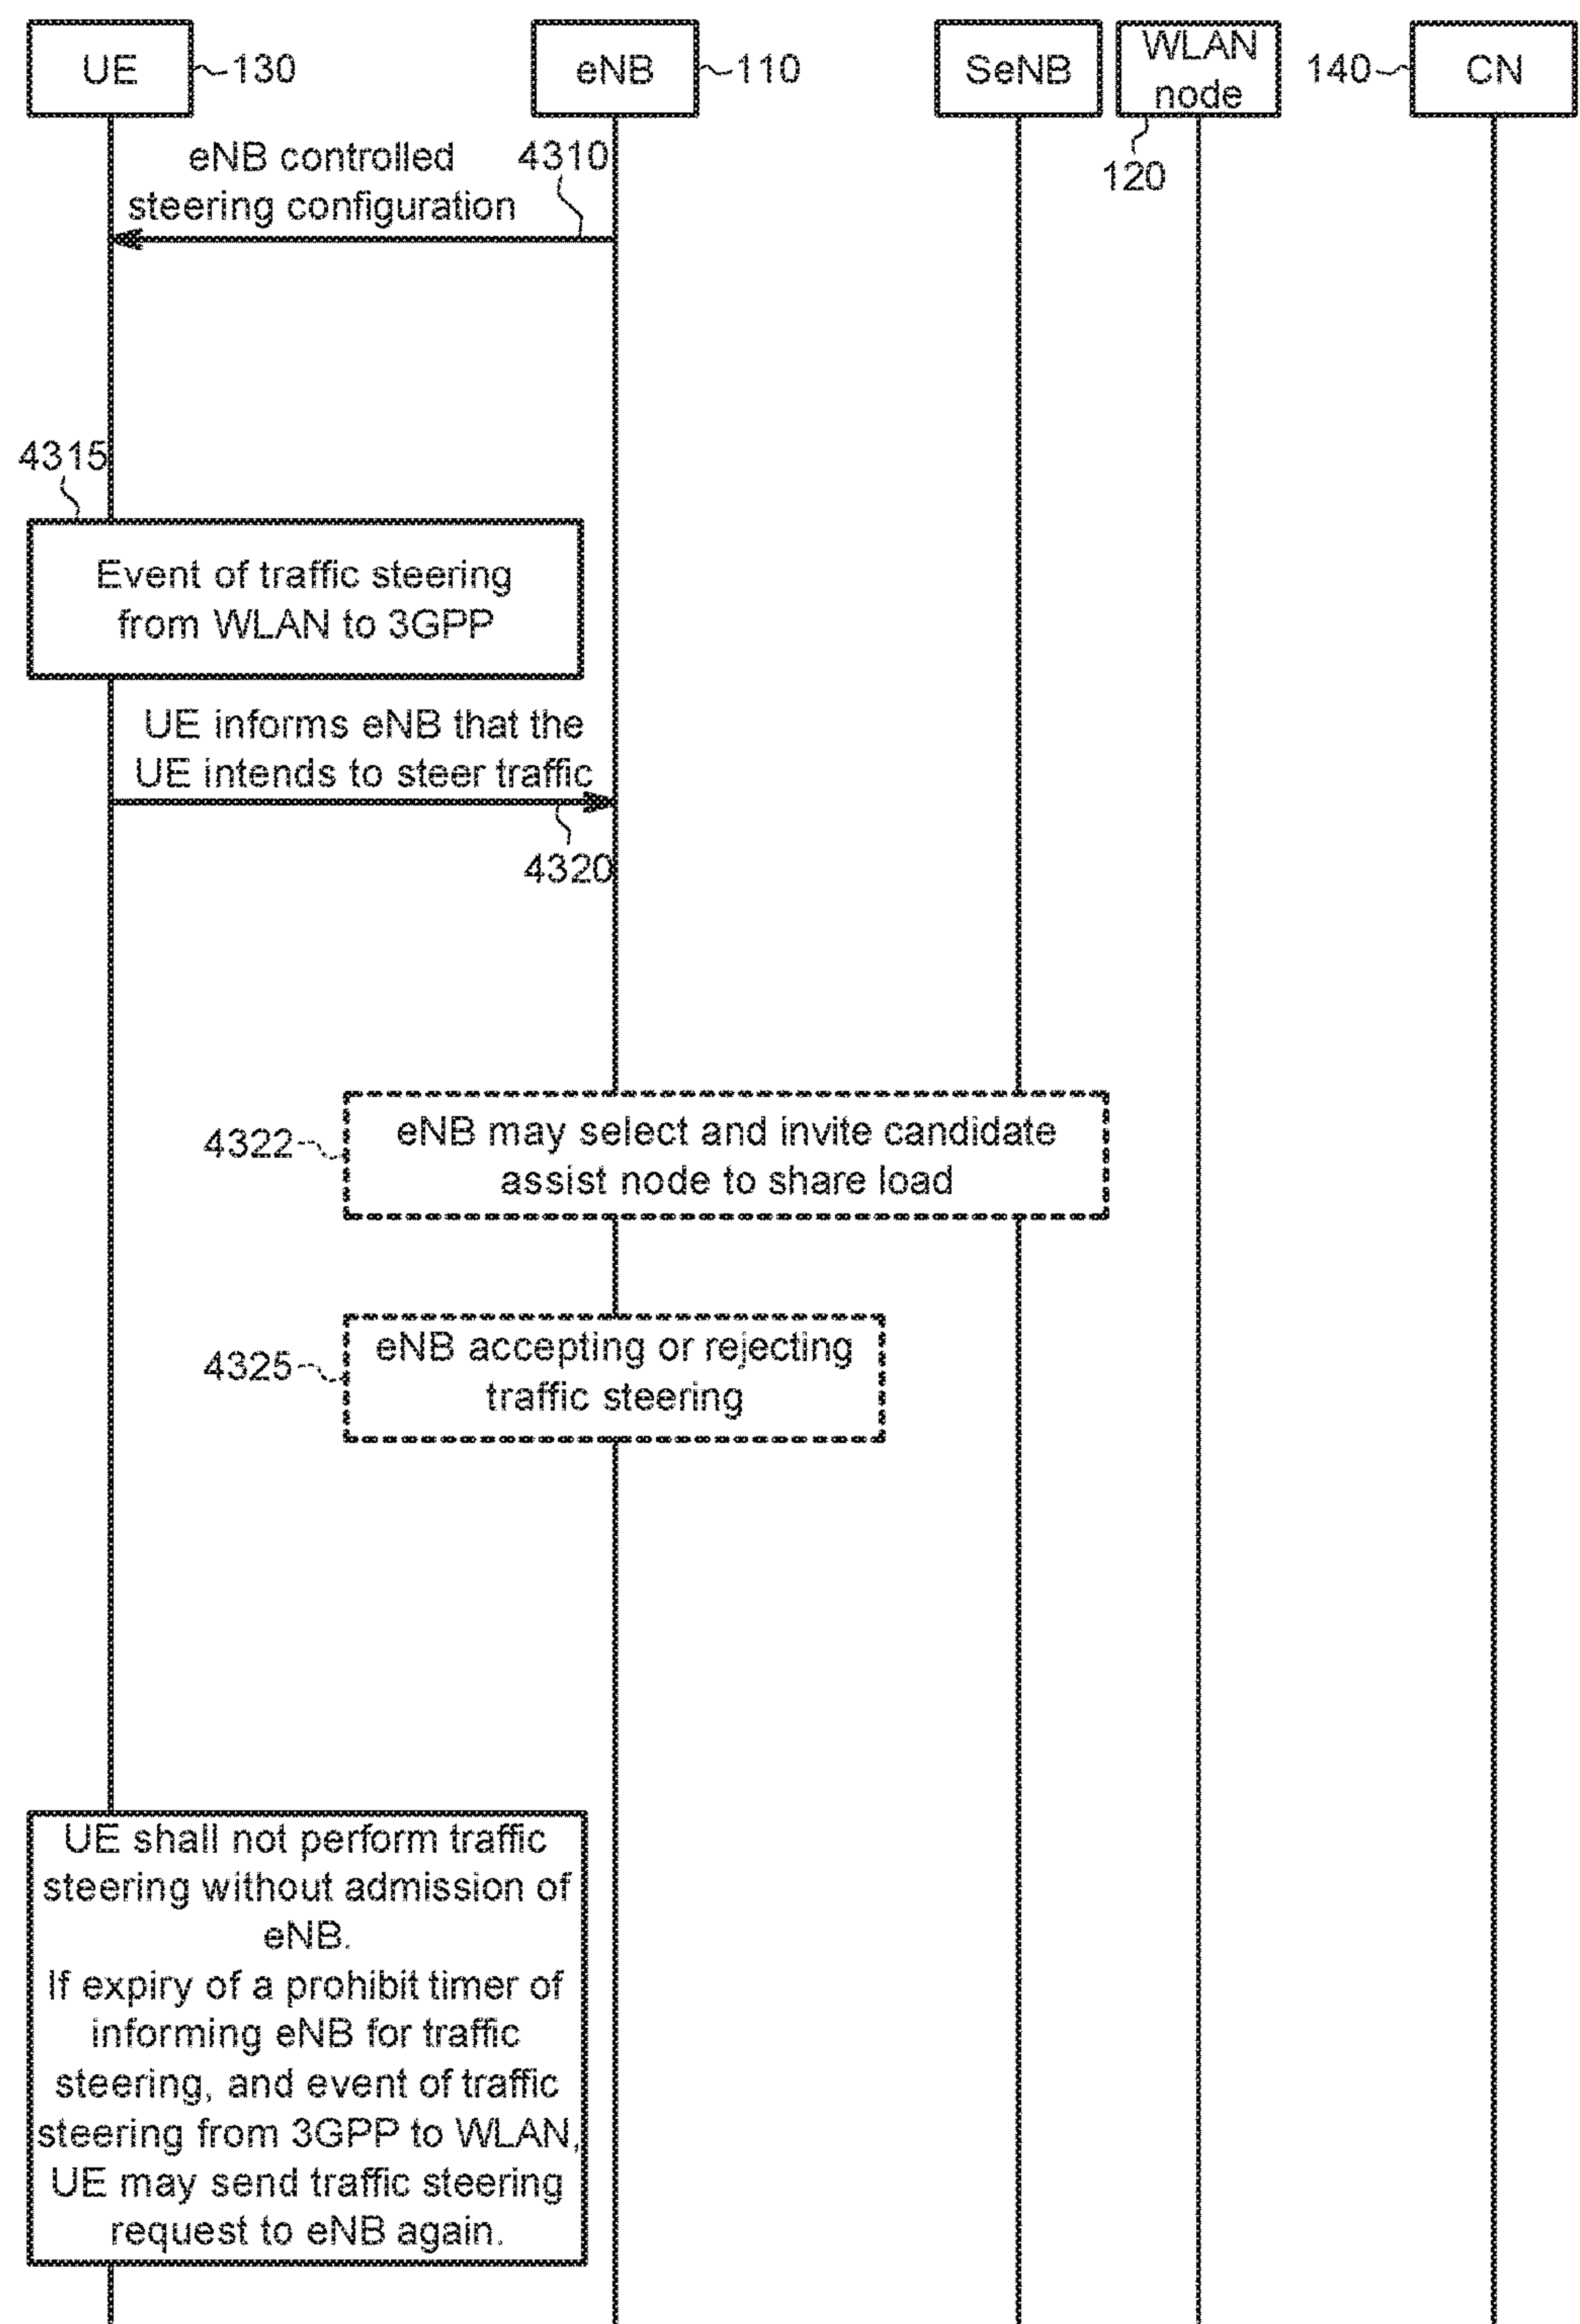 UE
130
eNB
110
SeNB
WLAN
node
120
140
CN
eNB controlled
steering configuration
4310
4315
Event of traffic steering
from WLAN to 3GPP
UE informs eNB that the
UE intends to steer traffic
4320
4322
eNB may select and invite candidate
assist node to share load
4325
eNB accepting or rejecting
traffic steering
UE shall not perform traffic
steering without admission of
eNB.
If expiry of a prohibit timer of
informing eNB for traffic
steering, and event of traffic
steering from 3GPP to WLAN,
UE may send traffic steering
request to eNB again.